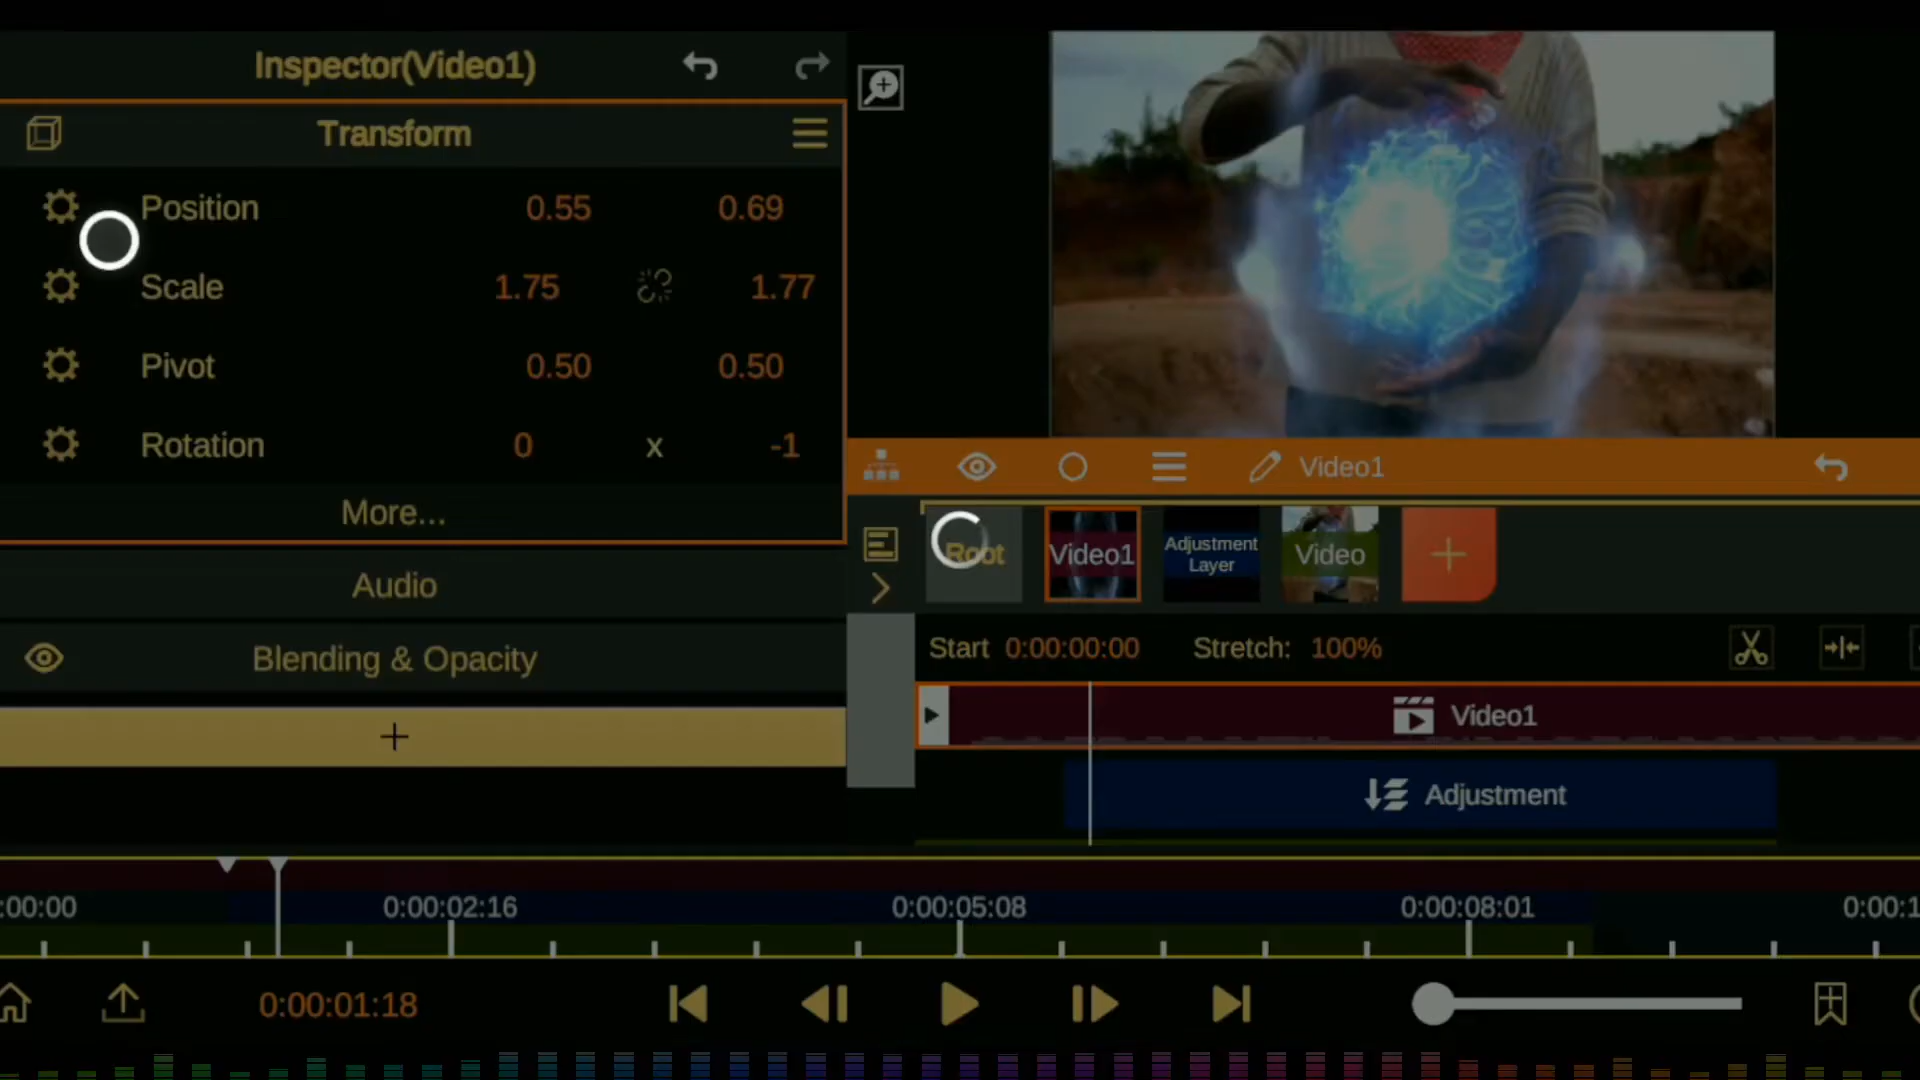 Inspector(Video1)
Transform
Position 0.55 0.69
Scale 1.75 1.77
Pivot 0.50 0.50
Rotation 0 x -1
More...
Audio
Blending & Opacity
Video1
Root Video1 Adjustment Layer Video
Start 0:00:00:00 Stretch: 100%
Video1
Adjustment
:00:00 0:00:02:16 0:00:05:08 0:00:08:01 0:00:1
0:00:01:18